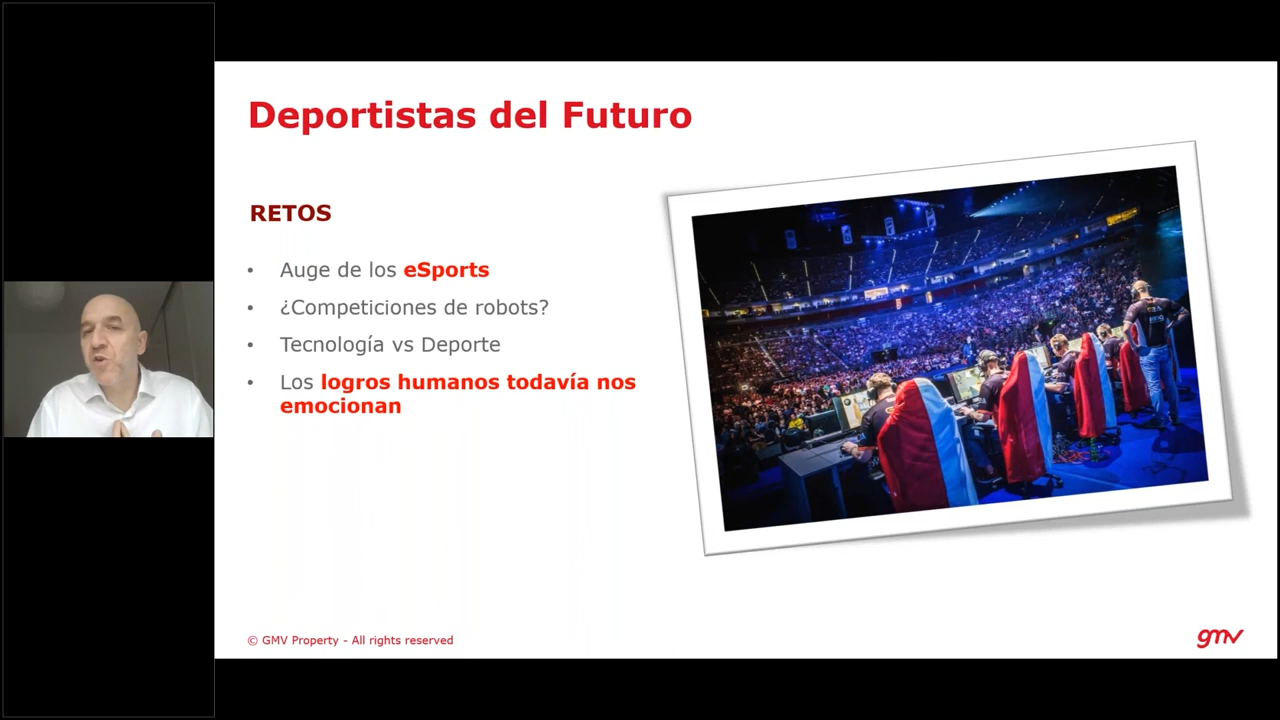 Deportistas del Futuro
RETOS
• Auge de los eSports
• ¿Competiciones de robots?
• Tecnología vs Deporte
• Los logros humanos todavía nos
emocionan
© GMV Property - All rights reserved
gmv